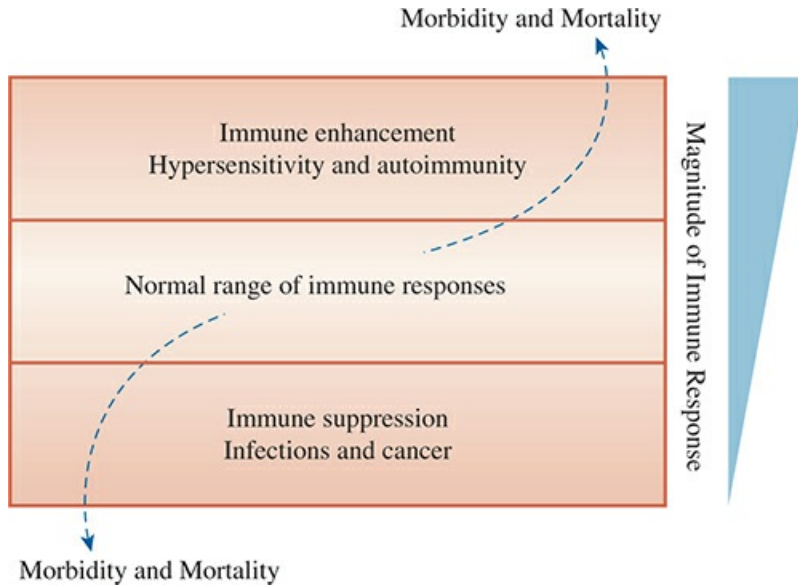 Morbidity and Mortality
Immune enhancement
Hypersensitivity and autoimmunity
Normal range of immune responses
Immune suppression
Infections and cancer
Magnitude of Immune Response
Morbidity and Mortality